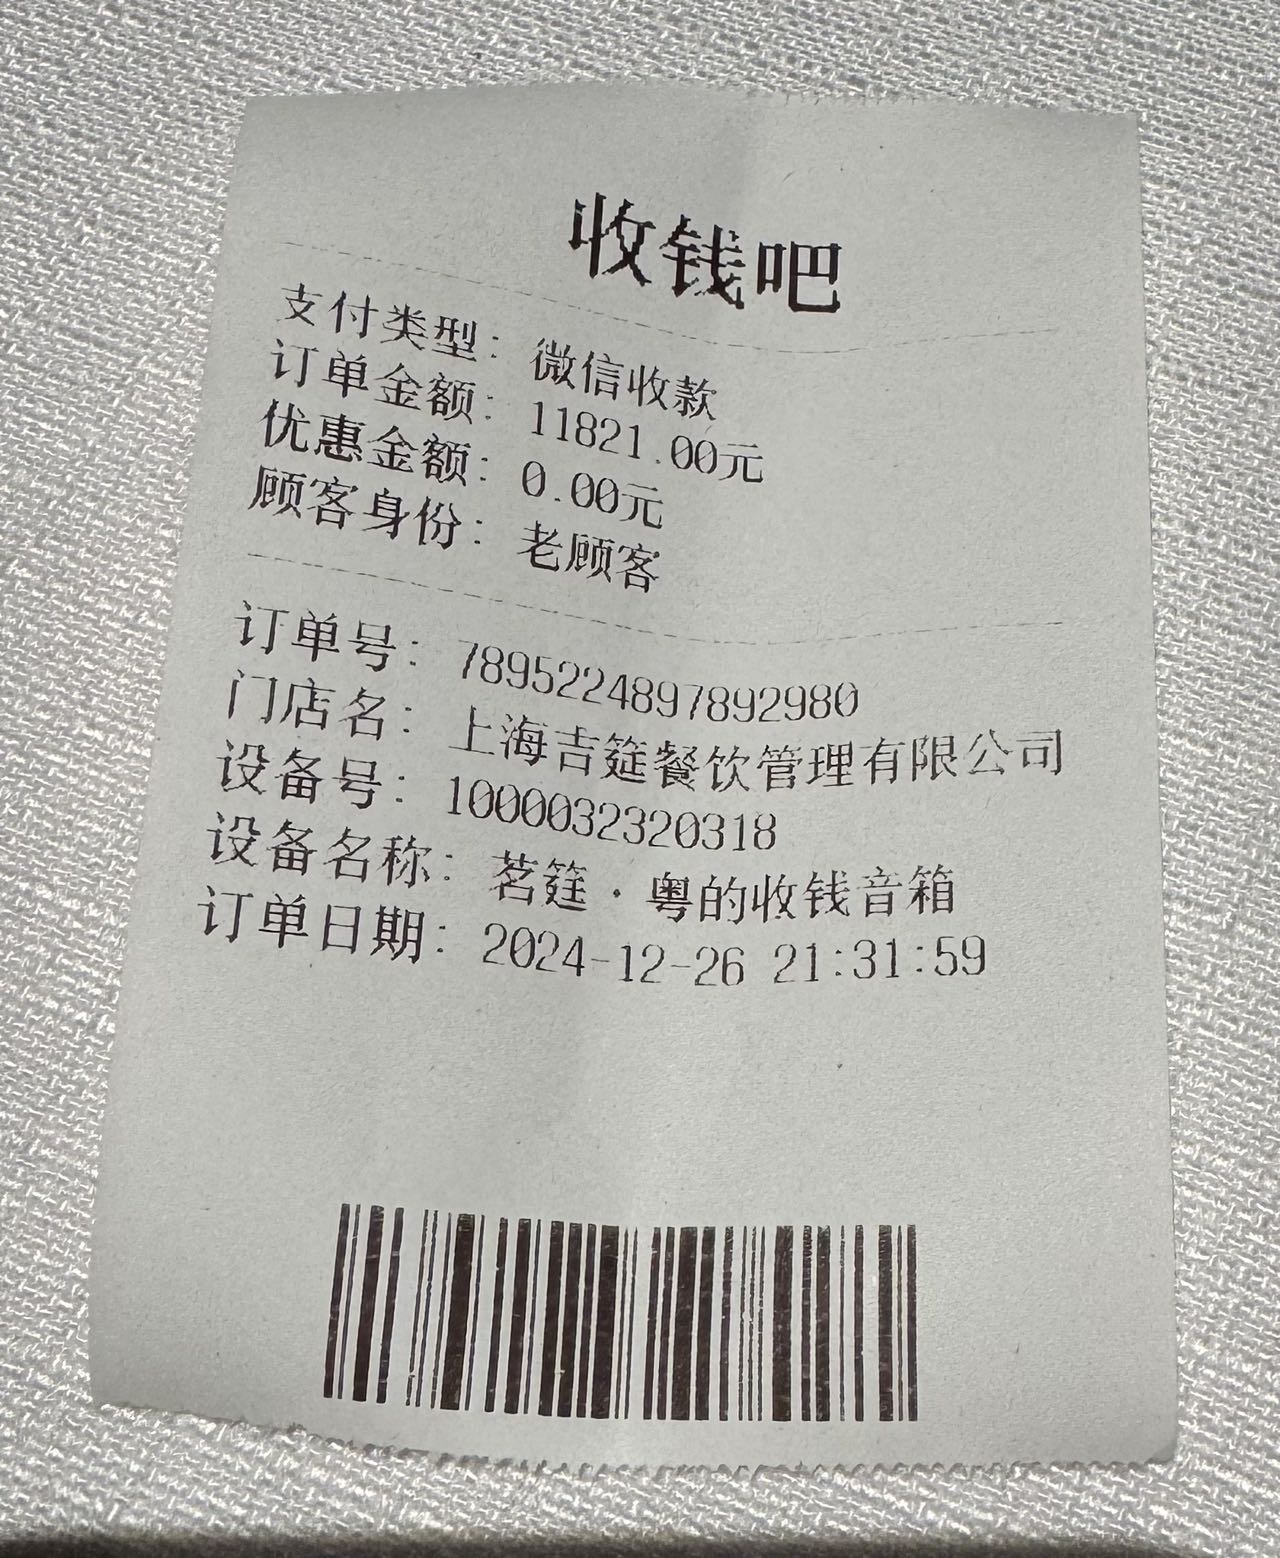 收钱吧
支付类型：微信收款
订单金额：11821.00元
优惠金额：0.00元
顾客身份：老顾客
订单号：7895224897892980
门店名：上海吉筵餐饮管理有限公司
设备号：1000032320318
设备名称：茗筵·粤的收钱音箱
订单日期：2024-12-26 21:31:59